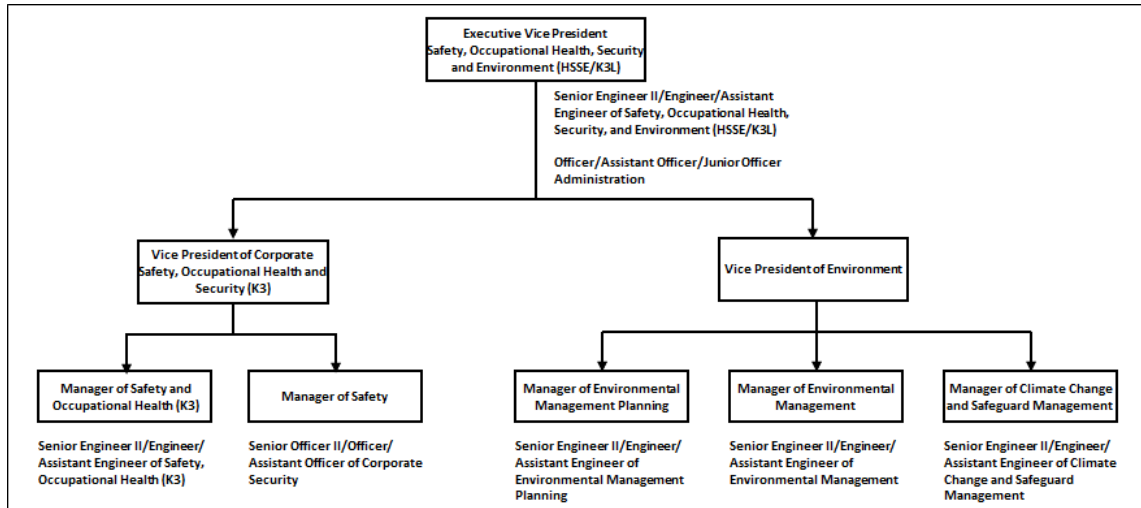 Executive Vice President
Safety, Occupational Health, Security
and Environment (HSSE/K3L)
Senior Engineer II/Engineer/Assistant
Engineer of Safety, Occupational Health,
Security, and Environment (HSSE/K3L)
Officer/Assistant Officer/Junior Officer
Administration
Vice President of Corporate
Safety, Occupational Health and
Security (K3)
Vice President of Environment
Manager of Safety and
Occupational Health (K3)
Manager of Safety
Manager of Environmental
Management Planning
Manager of Environmental
Management
Manager of Climate Change
and Safeguard Management
Senior Engineer II/Engineer/
Assistant Engineer of Safety,
Occupational Health (K3)
Senior Officer II/Officer/
Assistant Officer of Corporate
Security
Senior Engineer II/Engineer/
Assistant Engineer of
Environmental Management
Planning
Senior Engineer II/Engineer/
Assistant Engineer of
Environmental Management
Senior Engineer II/Engineer/
Assistant Engineer of Climate
Change and Safeguard
Management